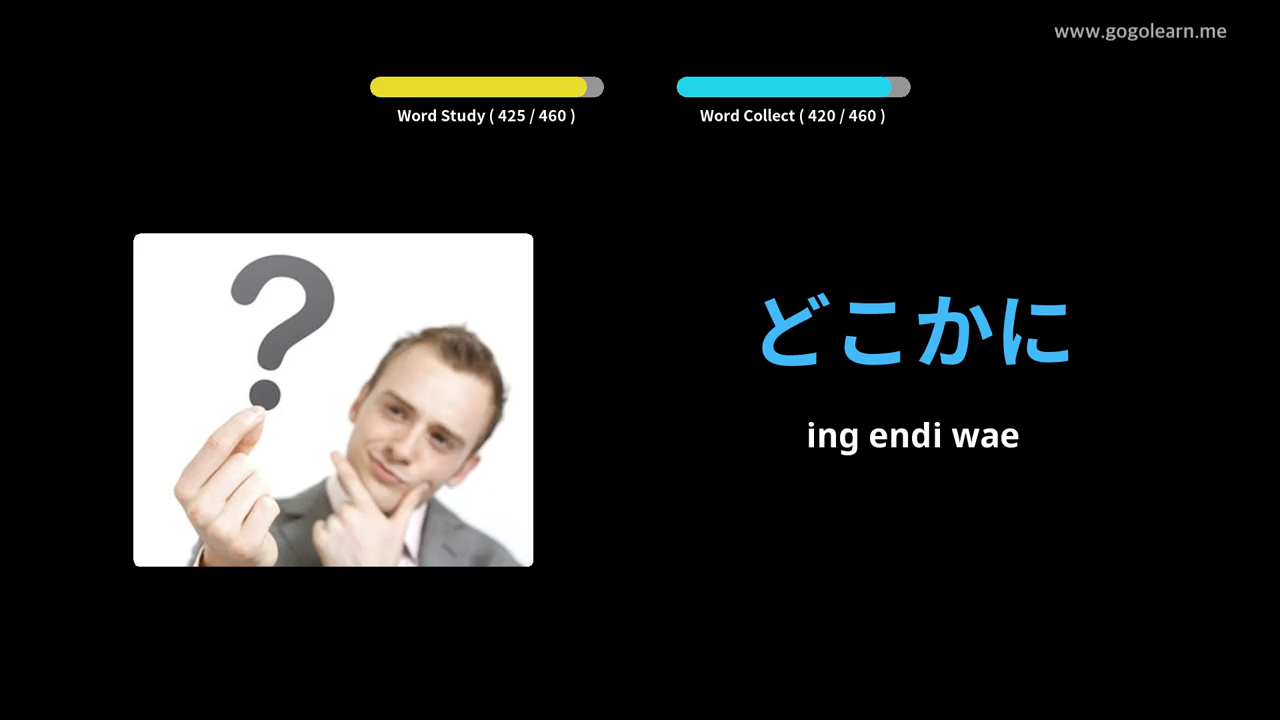 www.gogolearn.me
Word Study ( 425 / 460 )
Word Collect ( 420 / 460 )
どこかに
ing endi wae